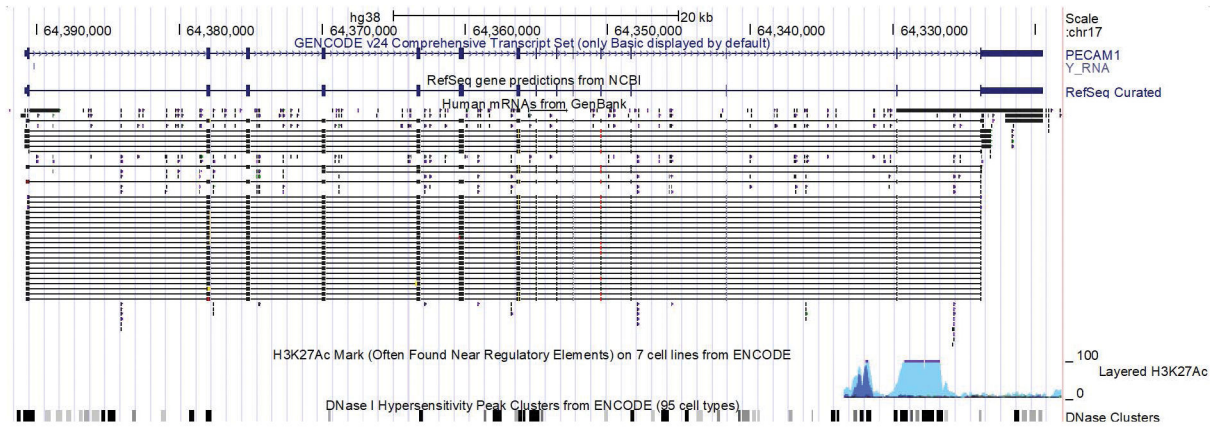 hg38 20 kb Scale
64,390,000 64,380,000 64,370,000 64,360,000 64,350,000 64,340,000 64,330,000 :chr17
GENCODE v24 Comprehensive Transcript Set (only Basic displayed by default)
PECAM1
Y_RNA
RefSeq gene predictions from NCBI
RefSeq Curated
Human mRNAs from GenBank
H3K27Ac Mark (Often Found Near Regulatory Elements) on 7 cell lines from ENCODE
100
Layered H3K27Ac
0
DNase I Hypersensitivity Peak Clusters from ENCODE (95 cell types)
DNase Clusters